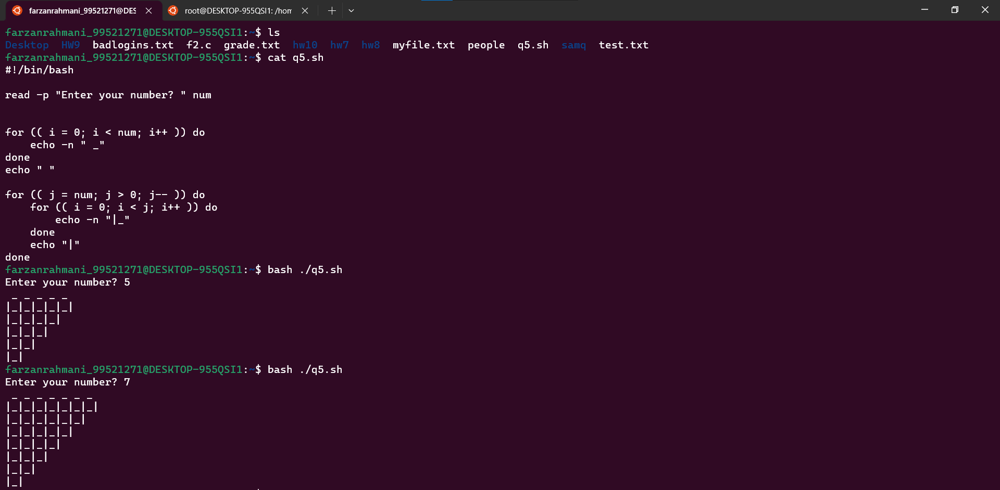 farzanrahmani_99521271@DES
root@DESKTOP-955QSI1: /hom
farzanrahmani_99521271@DESKTOP-955QSI1:~$ ls
Desktop  HW9  badlogins.txt  f2.c  grade.txt  hw10  hw7  hw8  myfile.txt  people  q5.sh  samq  test.txt
farzanrahmani_99521271@DESKTOP-955QSI1:~$ cat q5.sh
#!/bin/bash

read -p "Enter your number? " num


for (( i = 0; i < num; i++ )) do
    echo -n " _"
done
echo " "

for (( j = num; j > 0; j-- )) do
    for (( i = 0; i < j; i++ )) do
        echo -n "|_"
    done
    echo "|"
done
farzanrahmani_99521271@DESKTOP-955QSI1:~$ bash ./q5.sh
Enter your number? 5
 _ _ _ _ _
|_|_|_|_|_|
|_|_|_|_|
|_|_|_|
|_|_|
|_|
farzanrahmani_99521271@DESKTOP-955QSI1:~$ bash ./q5.sh
Enter your number? 7
 _ _ _ _ _ _ _
|_|_|_|_|_|_|_|
|_|_|_|_|_|_|
|_|_|_|_|_|
|_|_|_|_|
|_|_|_|
|_|_|
|_|